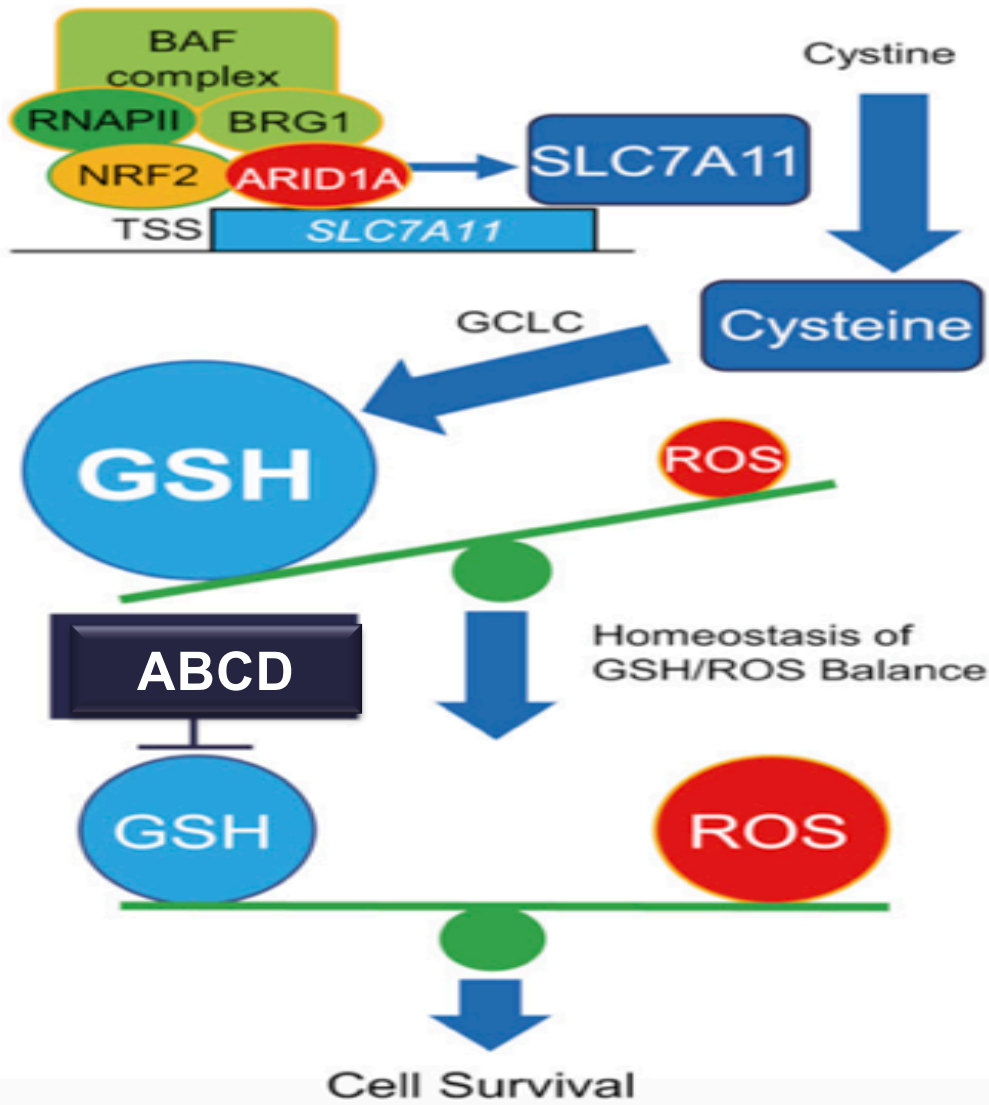 BAF
complex
Cystine
RNAPII
BRG1
SLC7A11
NRF2
ARID1A
TSS
SLC7A11
Cysteine
GCLC
GSH
ROS
Homeostasis of
GSH/ROS Balance
ABCD
GSH
ROS
Cell Survival